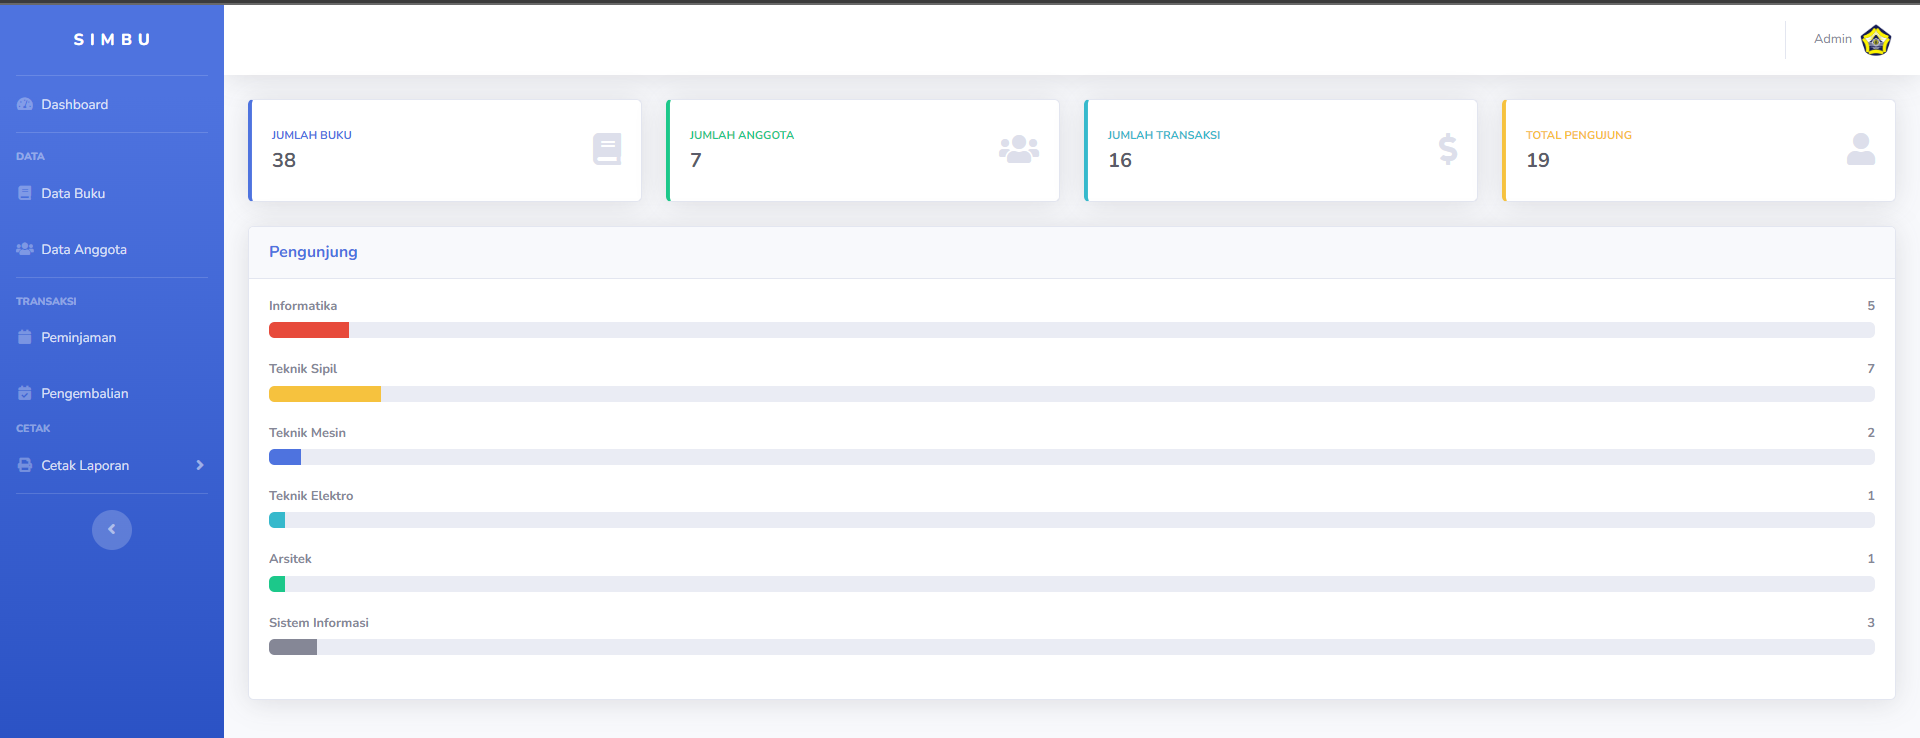 SIMBU
Admin
Dashboard
DATA
Data Buku
Data Anggota
TRANSAKSI
Peminjaman
Pengembalian
CETAK
Cetak Laporan
JUMLAH BUKU
38
JUMLAH ANGGOTA
7
JUMLAH TRANSAKSI
16
TOTAL PENGUJUNG
19
Pengunjung
Informatika 5
Teknik Sipil 7
Teknik Mesin 2
Teknik Elektro 1
Arsitek 1
Sistem Informasi 3